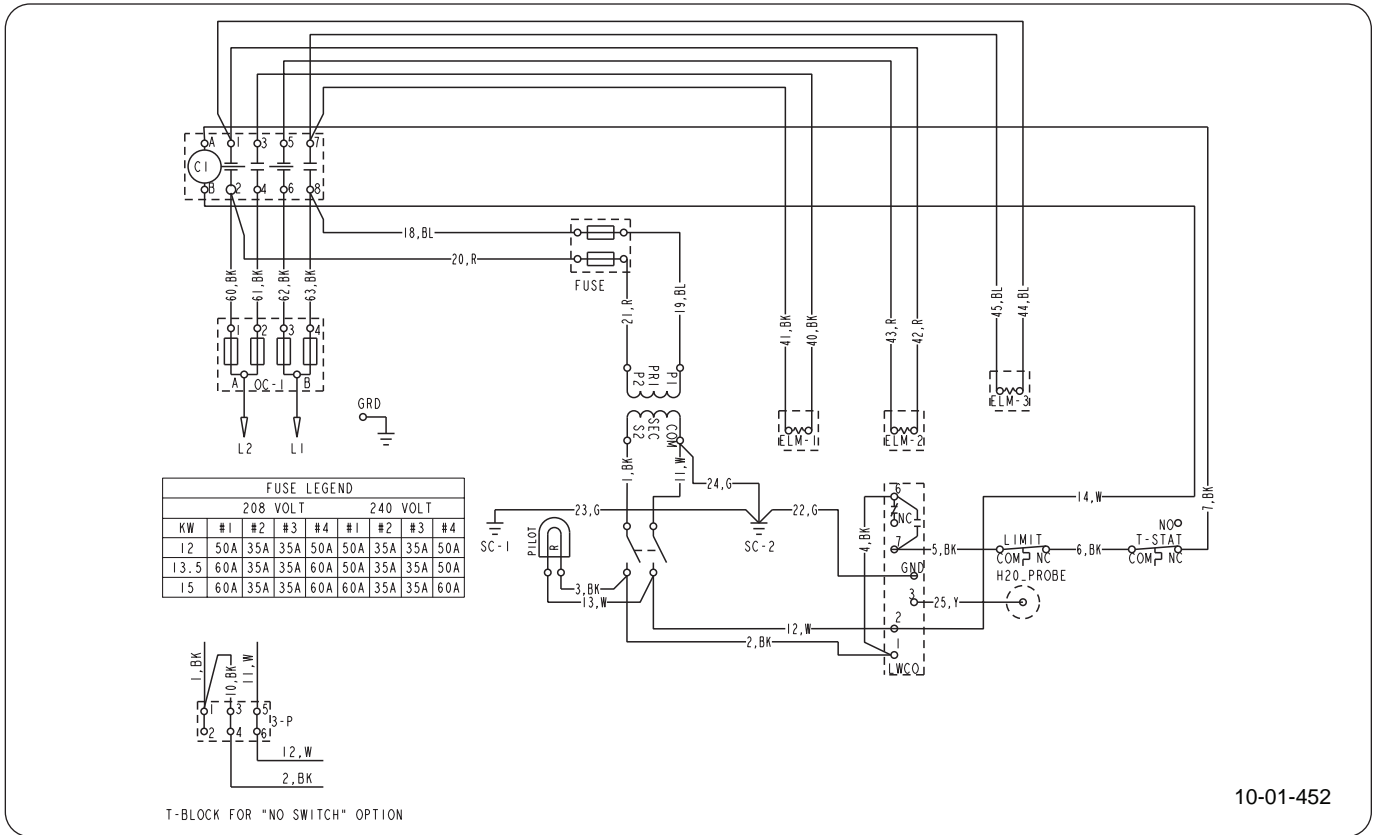 A 1 3 5 7
C1
B 2 4 6 8
18,BL
20,R
FUSE
60,BK
61,BK
62,BK
63,BK
1 2 3 4
A OC-1 B
L2 L1
GRD
21,R
19,BL
P2 PRI P1
S2 SEC COM
1,BK
11,W
24,G
23,G
22,G
SC-1
SC-2
PILOT
R
3,BK
13,W
12,W
2,BK
41,BK
40,BK
ELM-1
43,R
42,R
ELM-2
45,BL
44,BL
ELM-3
14,W
7,BK
6
NC
7
GND
3
2
1
LWCO
4,BK
5,BK
LIMIT
COM NC
6,BK
NO
T-STAT
COM NC
H20_PROBE
25,Y
FUSE LEGEND
208 VOLT 240 VOLT
KW #1 #2 #3 #4 #1 #2 #3 #4
12 50A 35A 35A 50A 50A 35A 35A 50A
13.5 60A 35A 35A 60A 50A 35A 35A 50A
15 60A 35A 35A 60A 60A 35A 35A 60A
1,BK
10,BK
11,W
1 3 5
3-P
2 4 6
12,W
2,BK
T-BLOCK FOR "NO SWITCH" OPTION
10-01-452